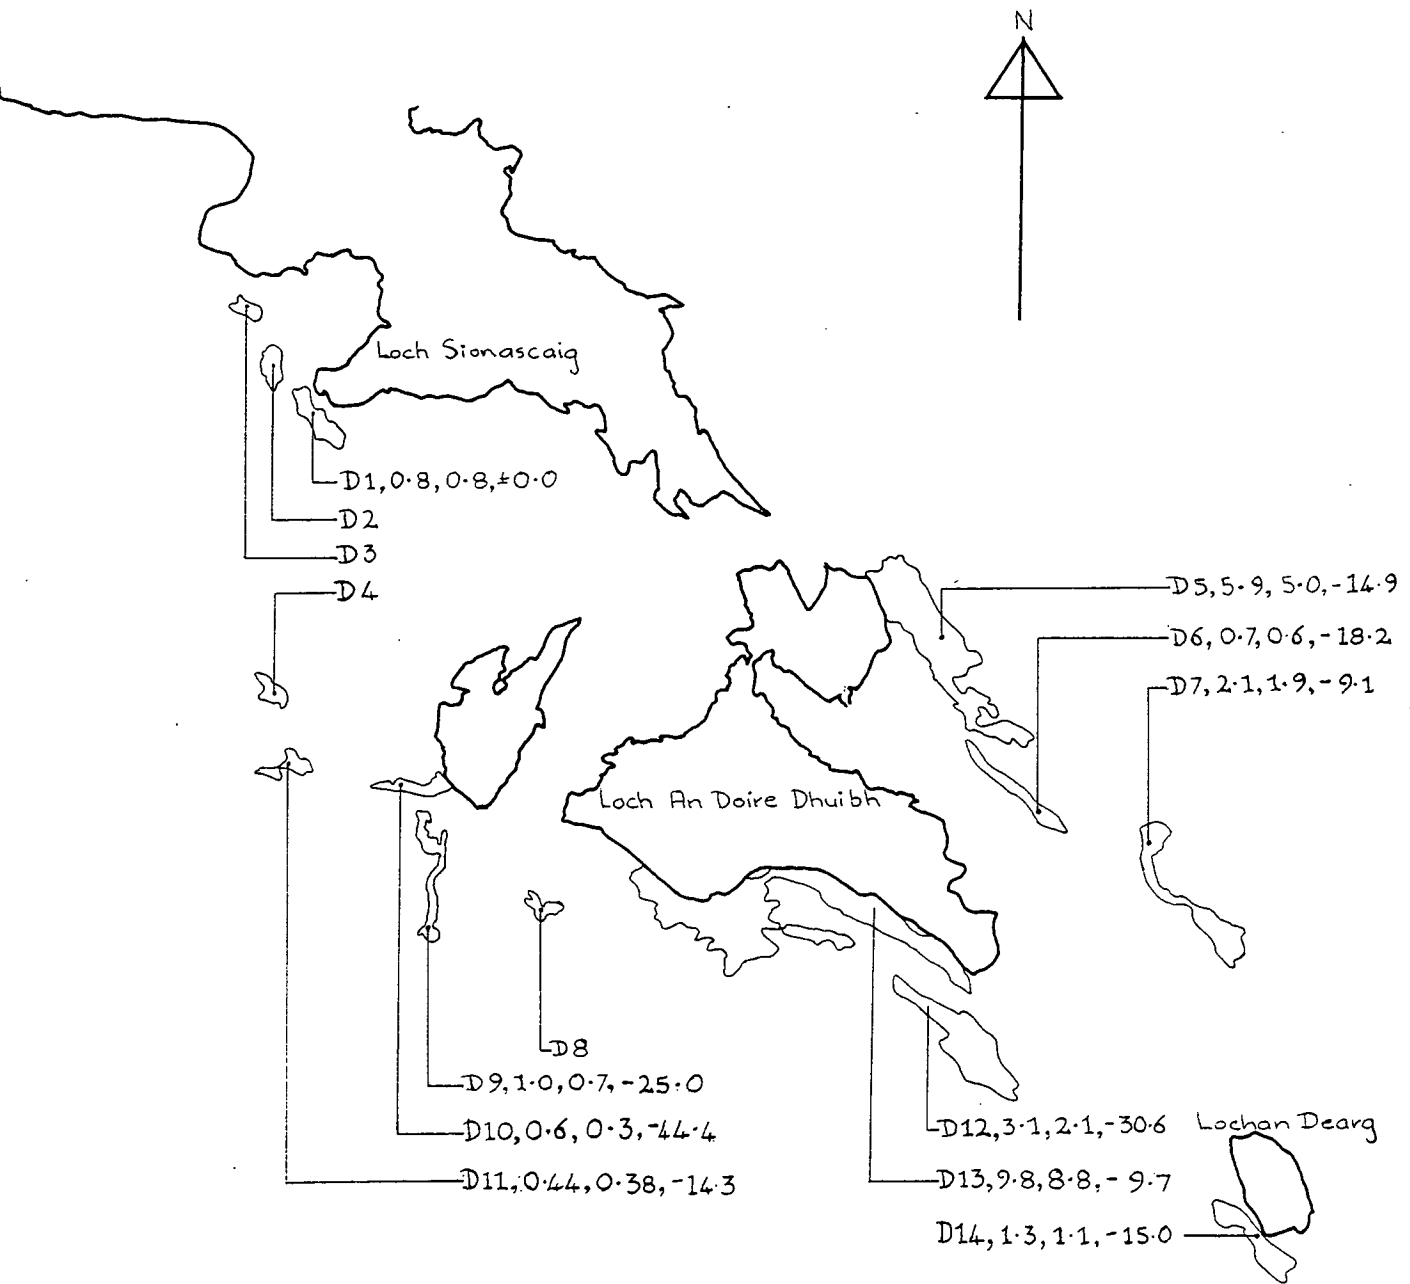 N
Loch Sionascaig
D1, 0·8, 0·8, ±0·0
D2
D3
D4
D5, 5·9, 5·0, -14·9
D6, 0·7, 0·6, -18·2
D7, 2·1, 1·9, -9·1
Loch An Doire Dhuibh
D8
D9, 1·0, 0·7, -25·0
D10, 0·6, 0·3, -44·4
D11, 0·44, 0·38, -14·3
D12, 3·1, 2·1, -30·6
Lochan Dearg
D13, 9·8, 8·8, -9·7
D14, 1·3, 1·1, -15·0